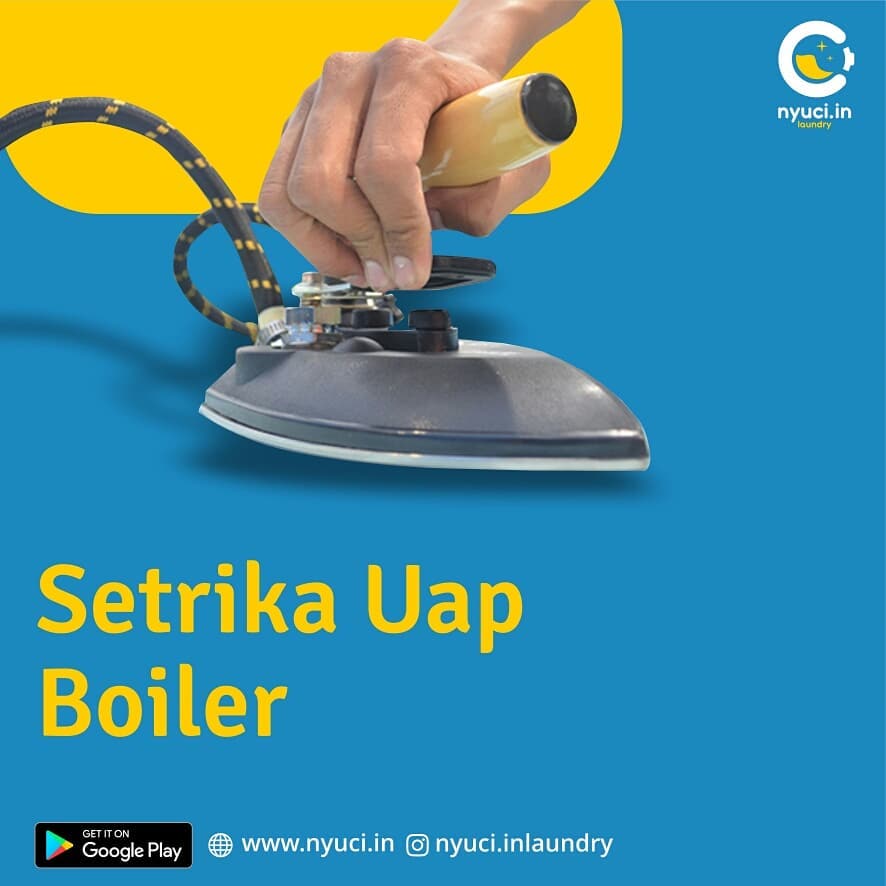 nyuci.in
laundry
Setrika Uap
Boiler
GET IT ON
Google Play
www.nyuci.in
nyuci.inlaundry